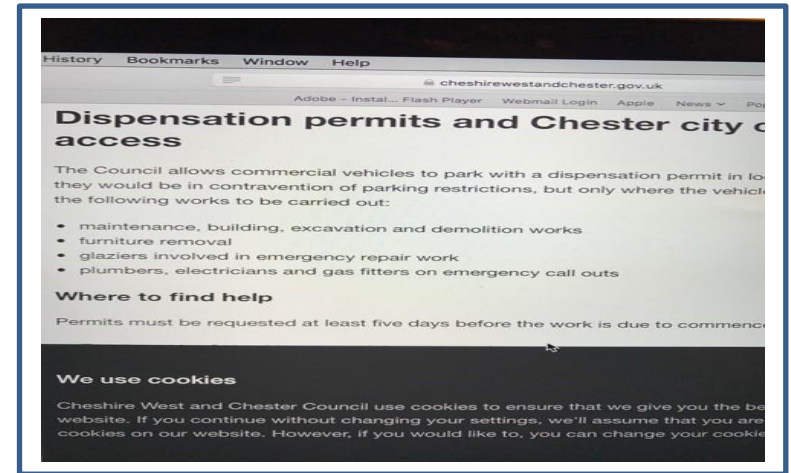 History Bookmarks Window Help
cheshirewestandchester.gov.uk
Adobe - Instal... Flash Player Webmail Login Apple News
Dispensation permits and Chester city
access
The Council allows commercial vehicles to park with a dispensation permit in
they would be in contravention of parking restrictions, but only where the
the following works to be carried out:
• maintenance, building, excavation and demolition works
• furniture removal
• glaziers involved in emergency repair work
• plumbers, electricians and gas fitters on emergency call outs
Where to find help
Permits must be requested at least five days before the work is due to
We use cookies
Cheshire West and Chester Council use cookies to ensure that we give you the
website. If you continue without changing your settings, we'll assume that you are
cookies on our website. However, if you would like to, you can change your